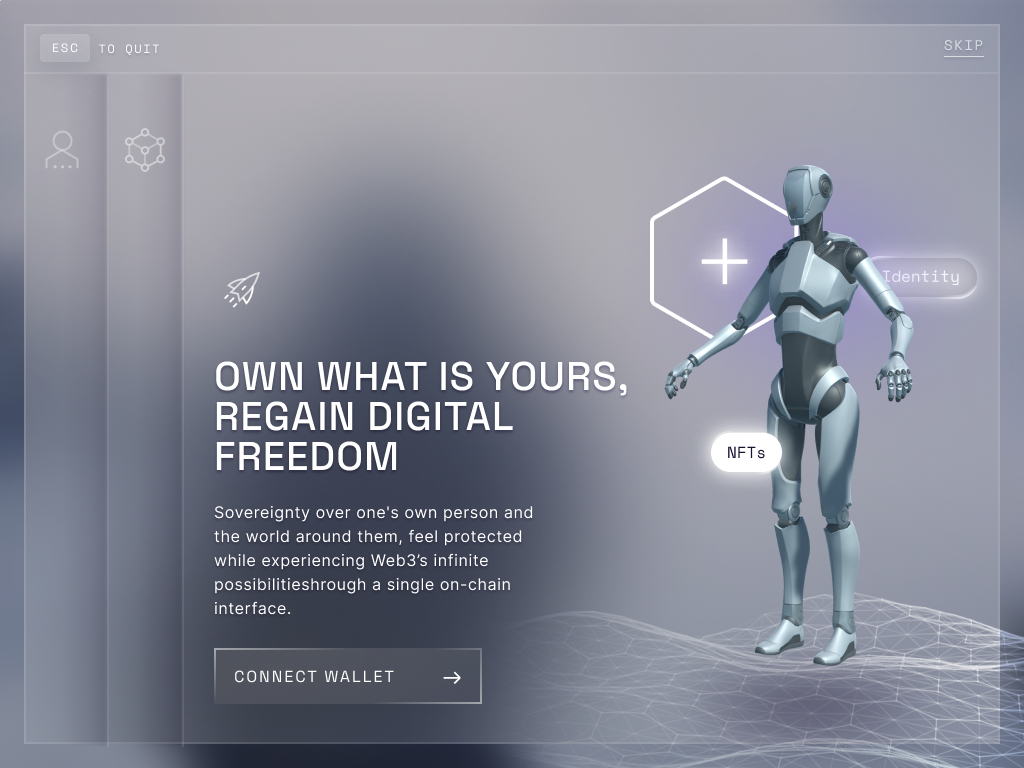 ESC TO QUIT
SKIP
Identity
OWN WHAT IS YOURS,
REGAIN DIGITAL
FREEDOM
NFTs
Sovereignty over one's own person and
the world around them, feel protected
while experiencing Web3’s infinite
possibilitieshrough a single on-chain
interface.
CONNECT WALLET →